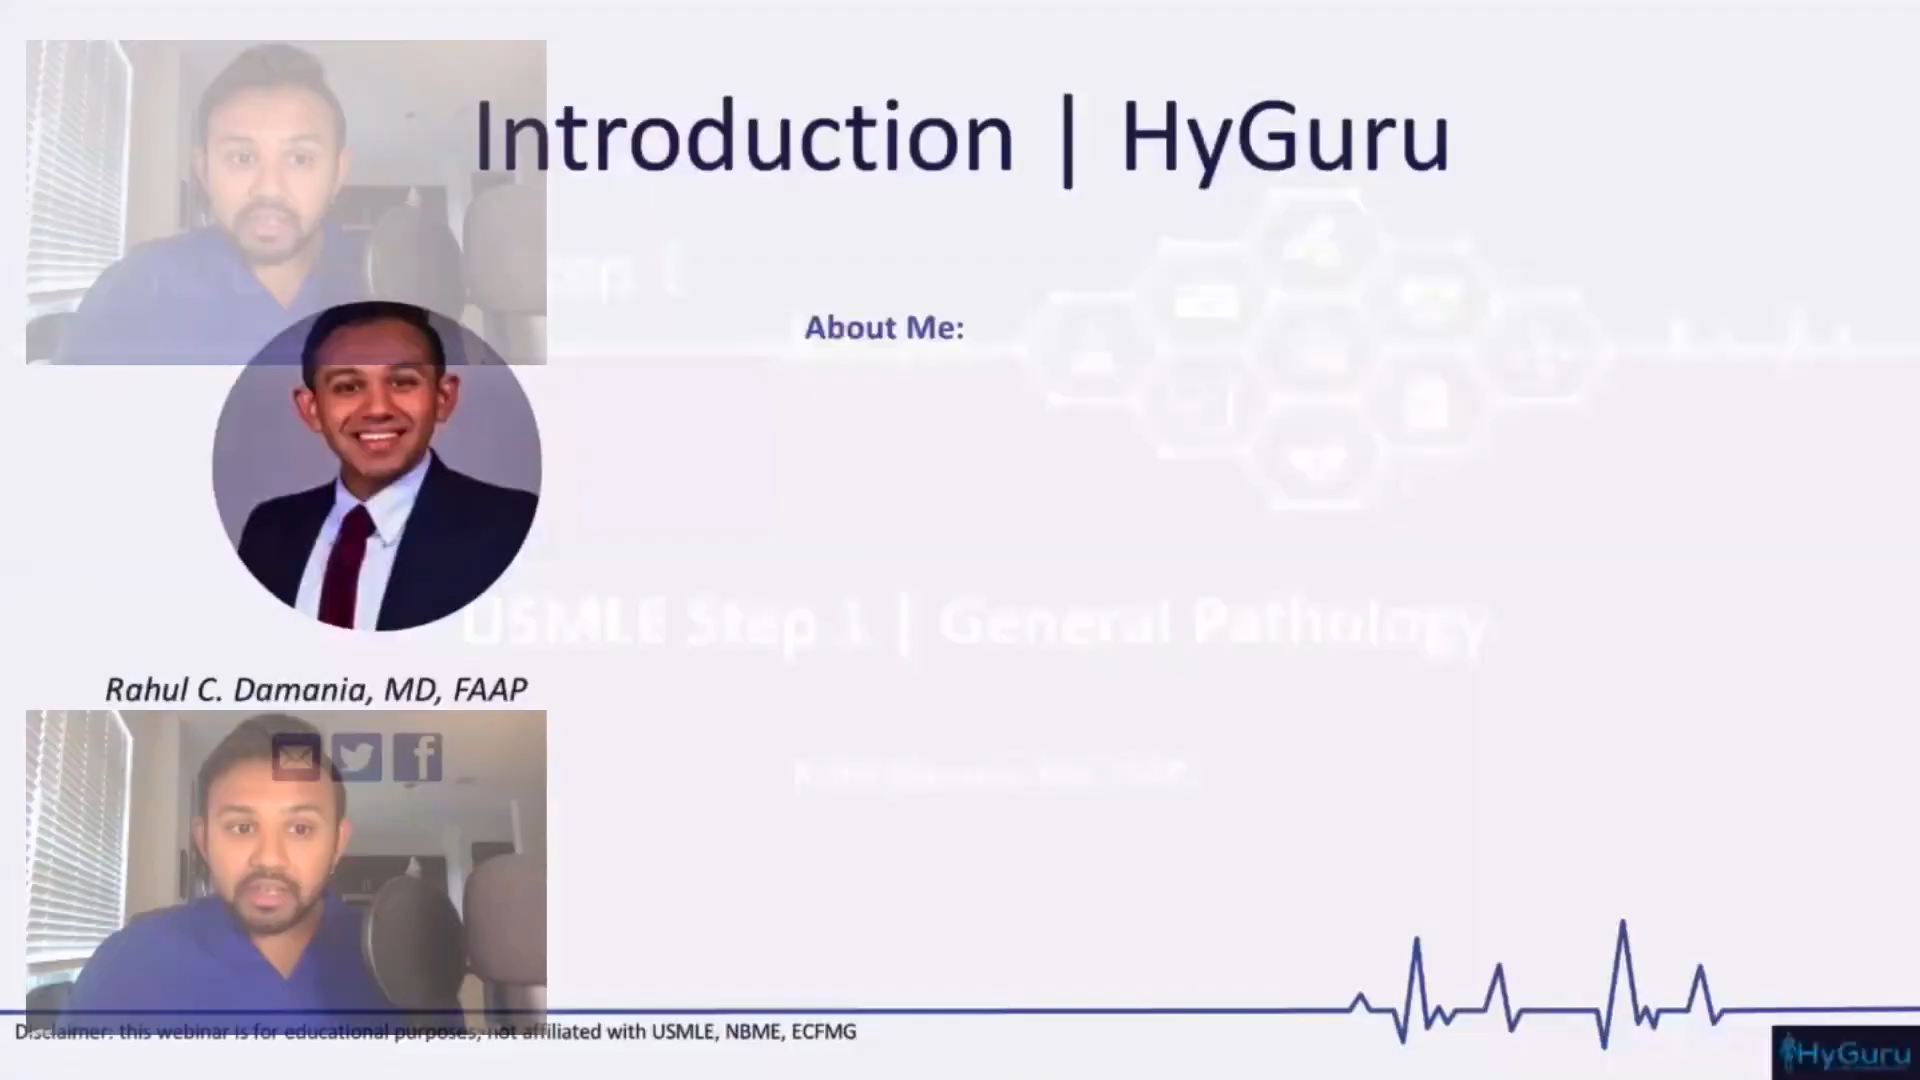 Introduction | HyGuru
About Me:
USMLE Step 1 | General Pathology
Rahul C. Damania, MD, FAAP
Disclaimer: this webinar is for educational purposes, not affiliated with USMLE, NBME, ECFMG
HyGuru